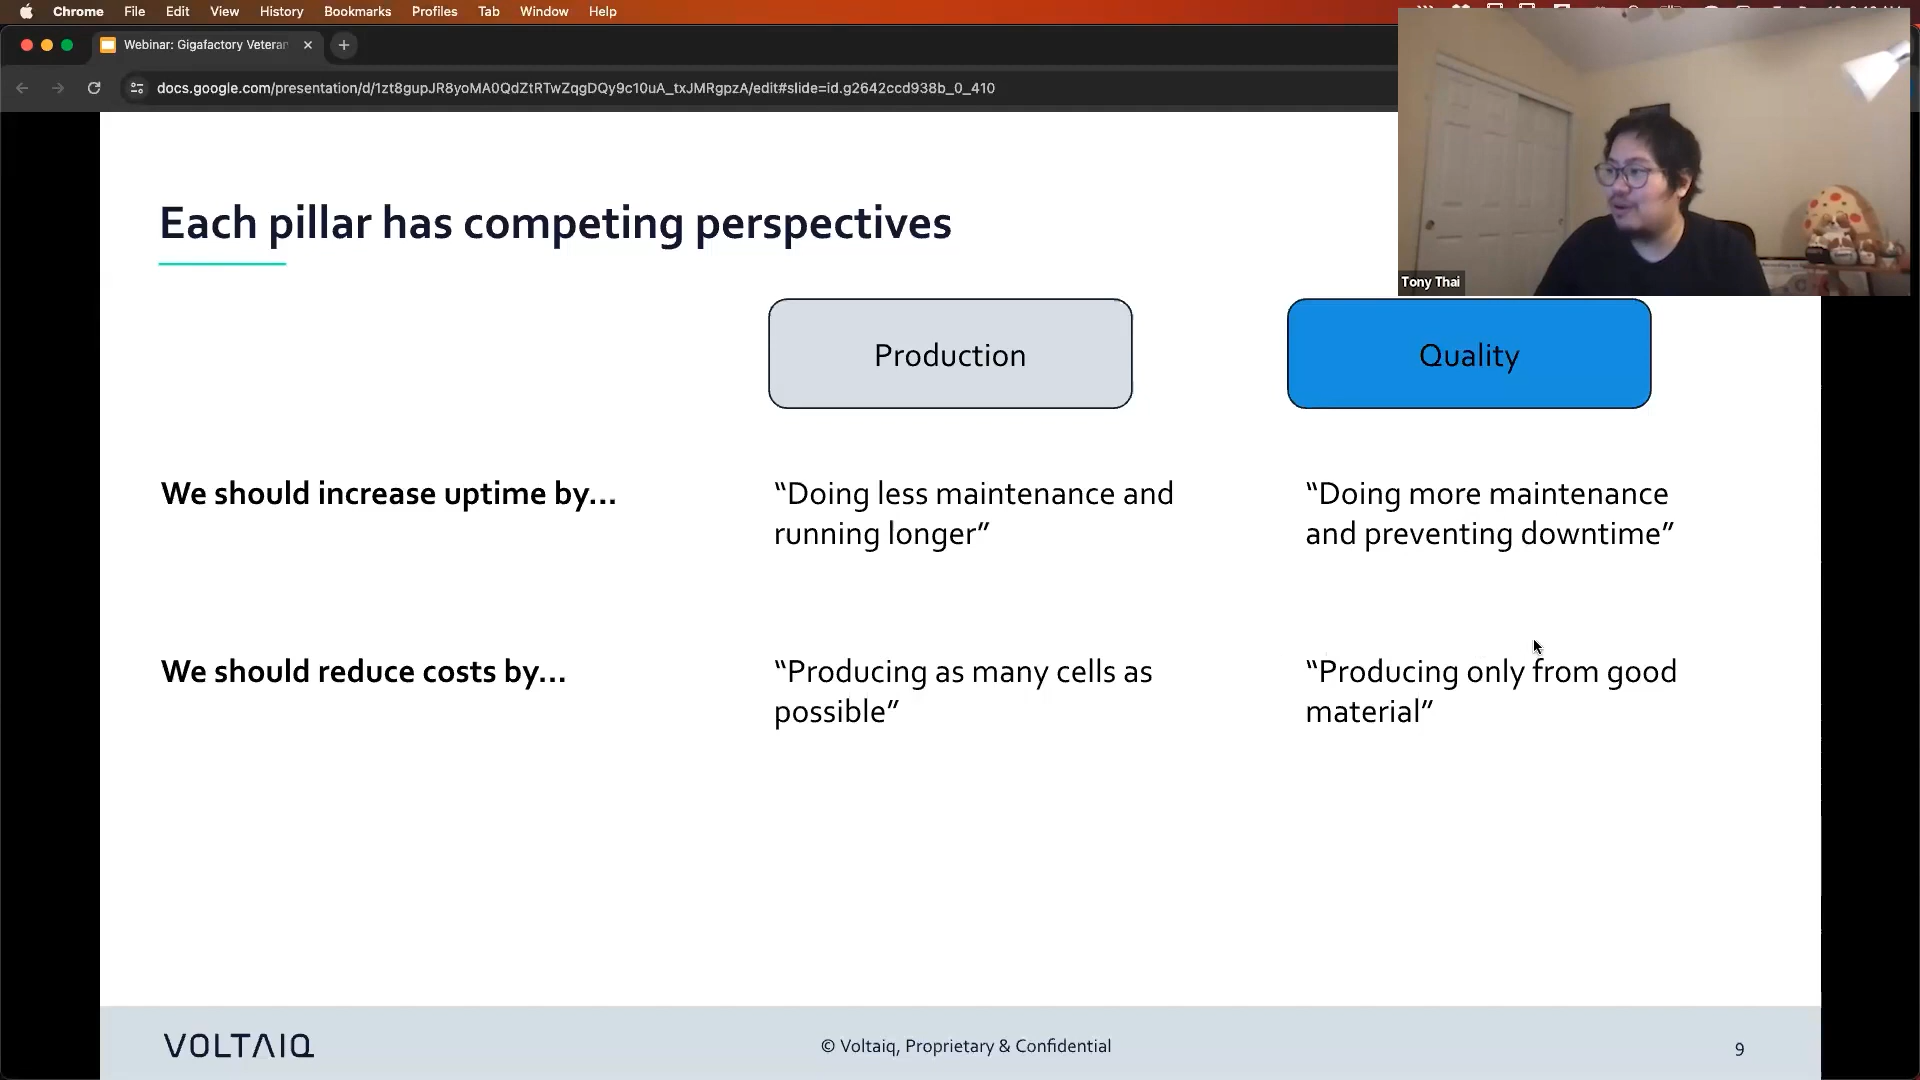 Chrome File Edit View History Bookmarks Profiles Tab Window Help
Webinar: Gigafactory Veteran
docs.google.com/presentation/d/1zt8gupJR8yoMA0QdZtRTwZqgDQy9c10uA_txJMRgpzA/edit#slide=id.g2642ccd938b_0_410
Tony Thai
Each pillar has competing perspectives
Production
Quality
We should increase uptime by...
“Doing less maintenance and
running longer”
“Doing more maintenance
and preventing downtime”
We should reduce costs by...
“Producing as many cells as
possible”
“Producing only from good
material”
VOLTAIQ
© Voltaiq, Proprietary & Confidential
9